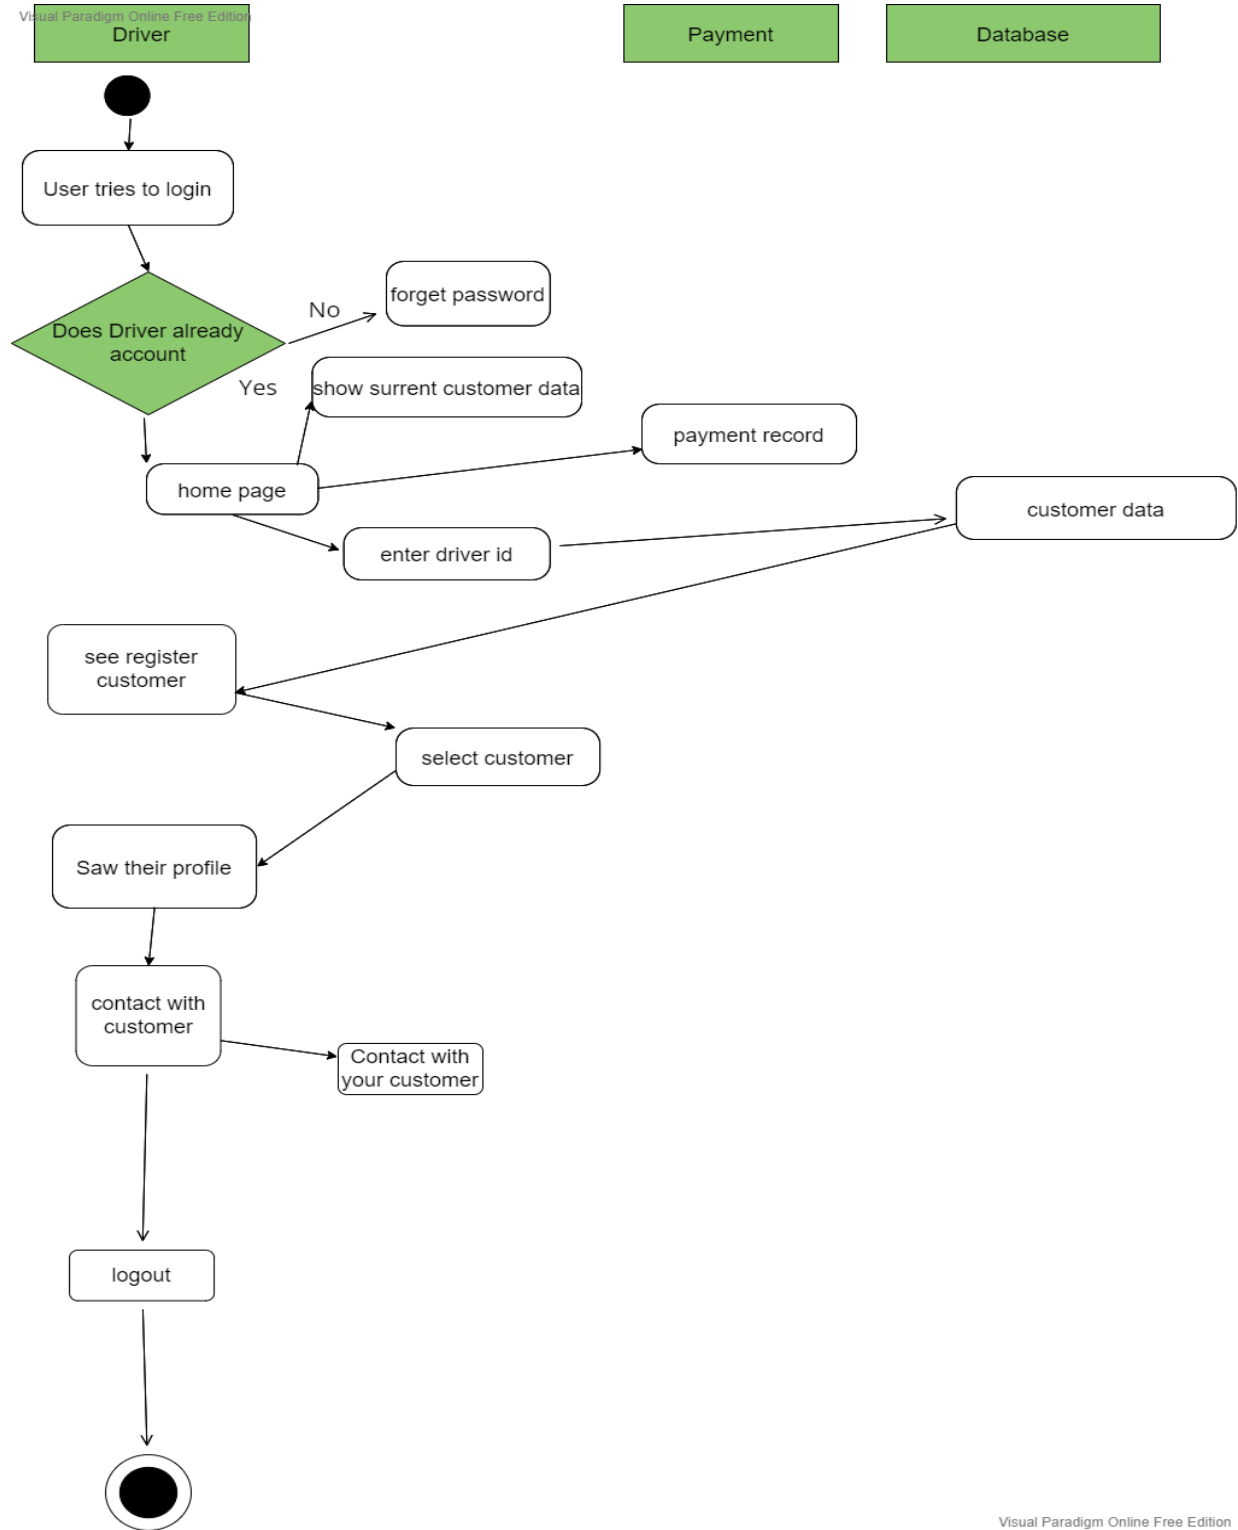 Visual Paradigm Online Free Edition
Driver
Payment
Database
User tries to login
forget password
No
Does Driver already
account
Yes
show surrent customer data
payment record
home page
customer data
enter driver id
see register
customer
select customer
Saw their profile
contact with
customer
Contact with
your customer
logout
Visual Paradigm Online Free Edition